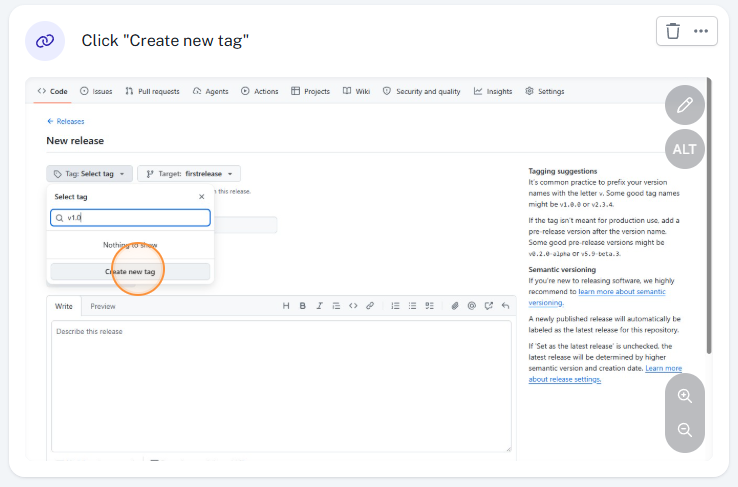 Click "Create new tag"
Code Issues Pull requests Agents Actions Projects Wiki Security and quality Insights Settings
ALT
← Releases
New release
Tag: Select tag Target: firstrelease
this release.
Select tag
v1.0
Nothing to show
Create new tag
Write Preview
Describe this release
Tagging suggestions
It's common practice to prefix your version
names with the letter v. Some good tag names
might be v1.0.0 or v2.3.4.
If the tag isn't meant for production use, add a
pre-release version after the version name.
Some good pre-release versions might be
v0.2.0-alpha or v5.9-beta.3.
Semantic versioning
If you're new to releasing software, we highly
recommend to learn more about semantic
versioning.
A newly published release will automatically be
labeled as the latest release for this repository.
If 'Set as the latest release' is unchecked, the
latest release will be determined by higher
semantic version and creation date. Learn more
about release settings.